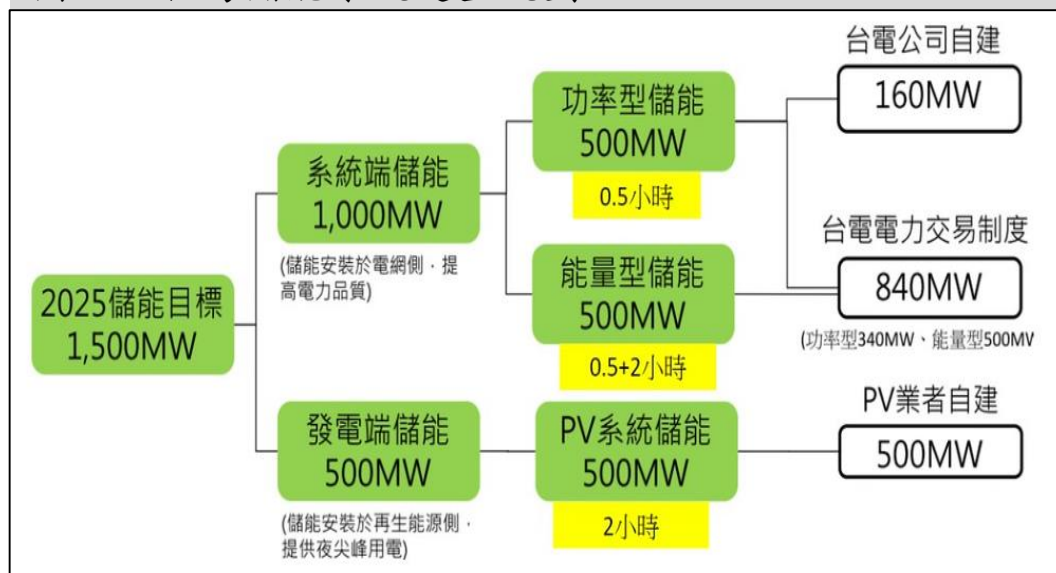 2025儲能目標
1,500MW
系統端儲能
1,000MW
(儲能安裝於電網側，提
高電力品質)
發電端儲能
500MW
(儲能安裝於再生能源側，
提供夜尖峰用電)
功率型儲能
500MW
0.5小時
能量型儲能
500MW
0.5+2小時
PV系統儲能
500MW
2小時
台電公司自建
160MW
台電電力交易制度
840MW
(功率型340MW、能量型500MV
PV業者自建
500MW